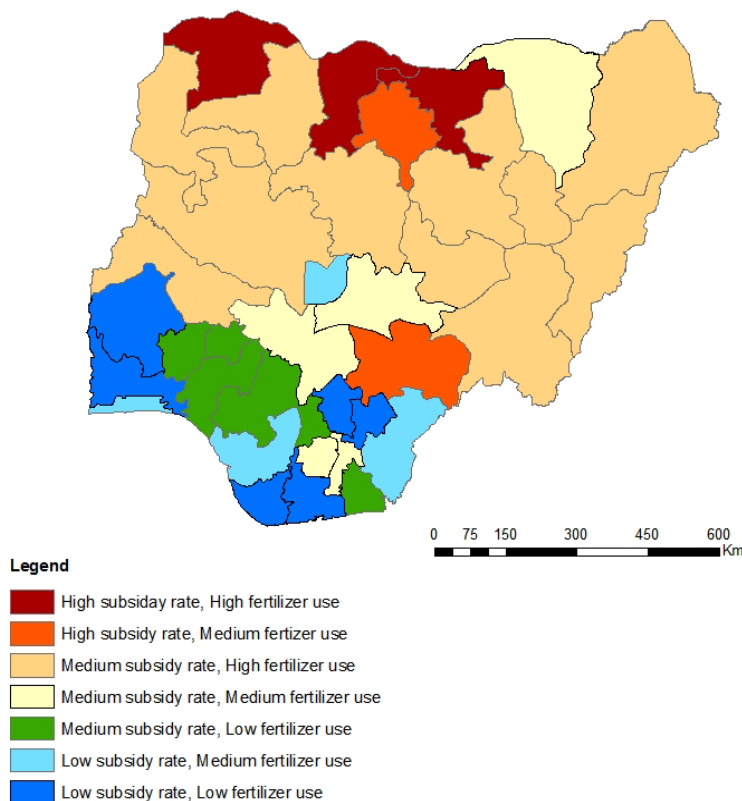 0 75 150 300 450 600
Km
Legend
High subsiday rate, High fertilizer use
High subsidy rate, Medium fertizer use
Medium subsidy rate, High fertilizer use
Medium subsidy rate, Medium fertilizer use
Medium subsidy rate, Low fertilizer use
Low subsidy rate, Medium fertilizer use
Low subsidy rate, Low fertilizer use